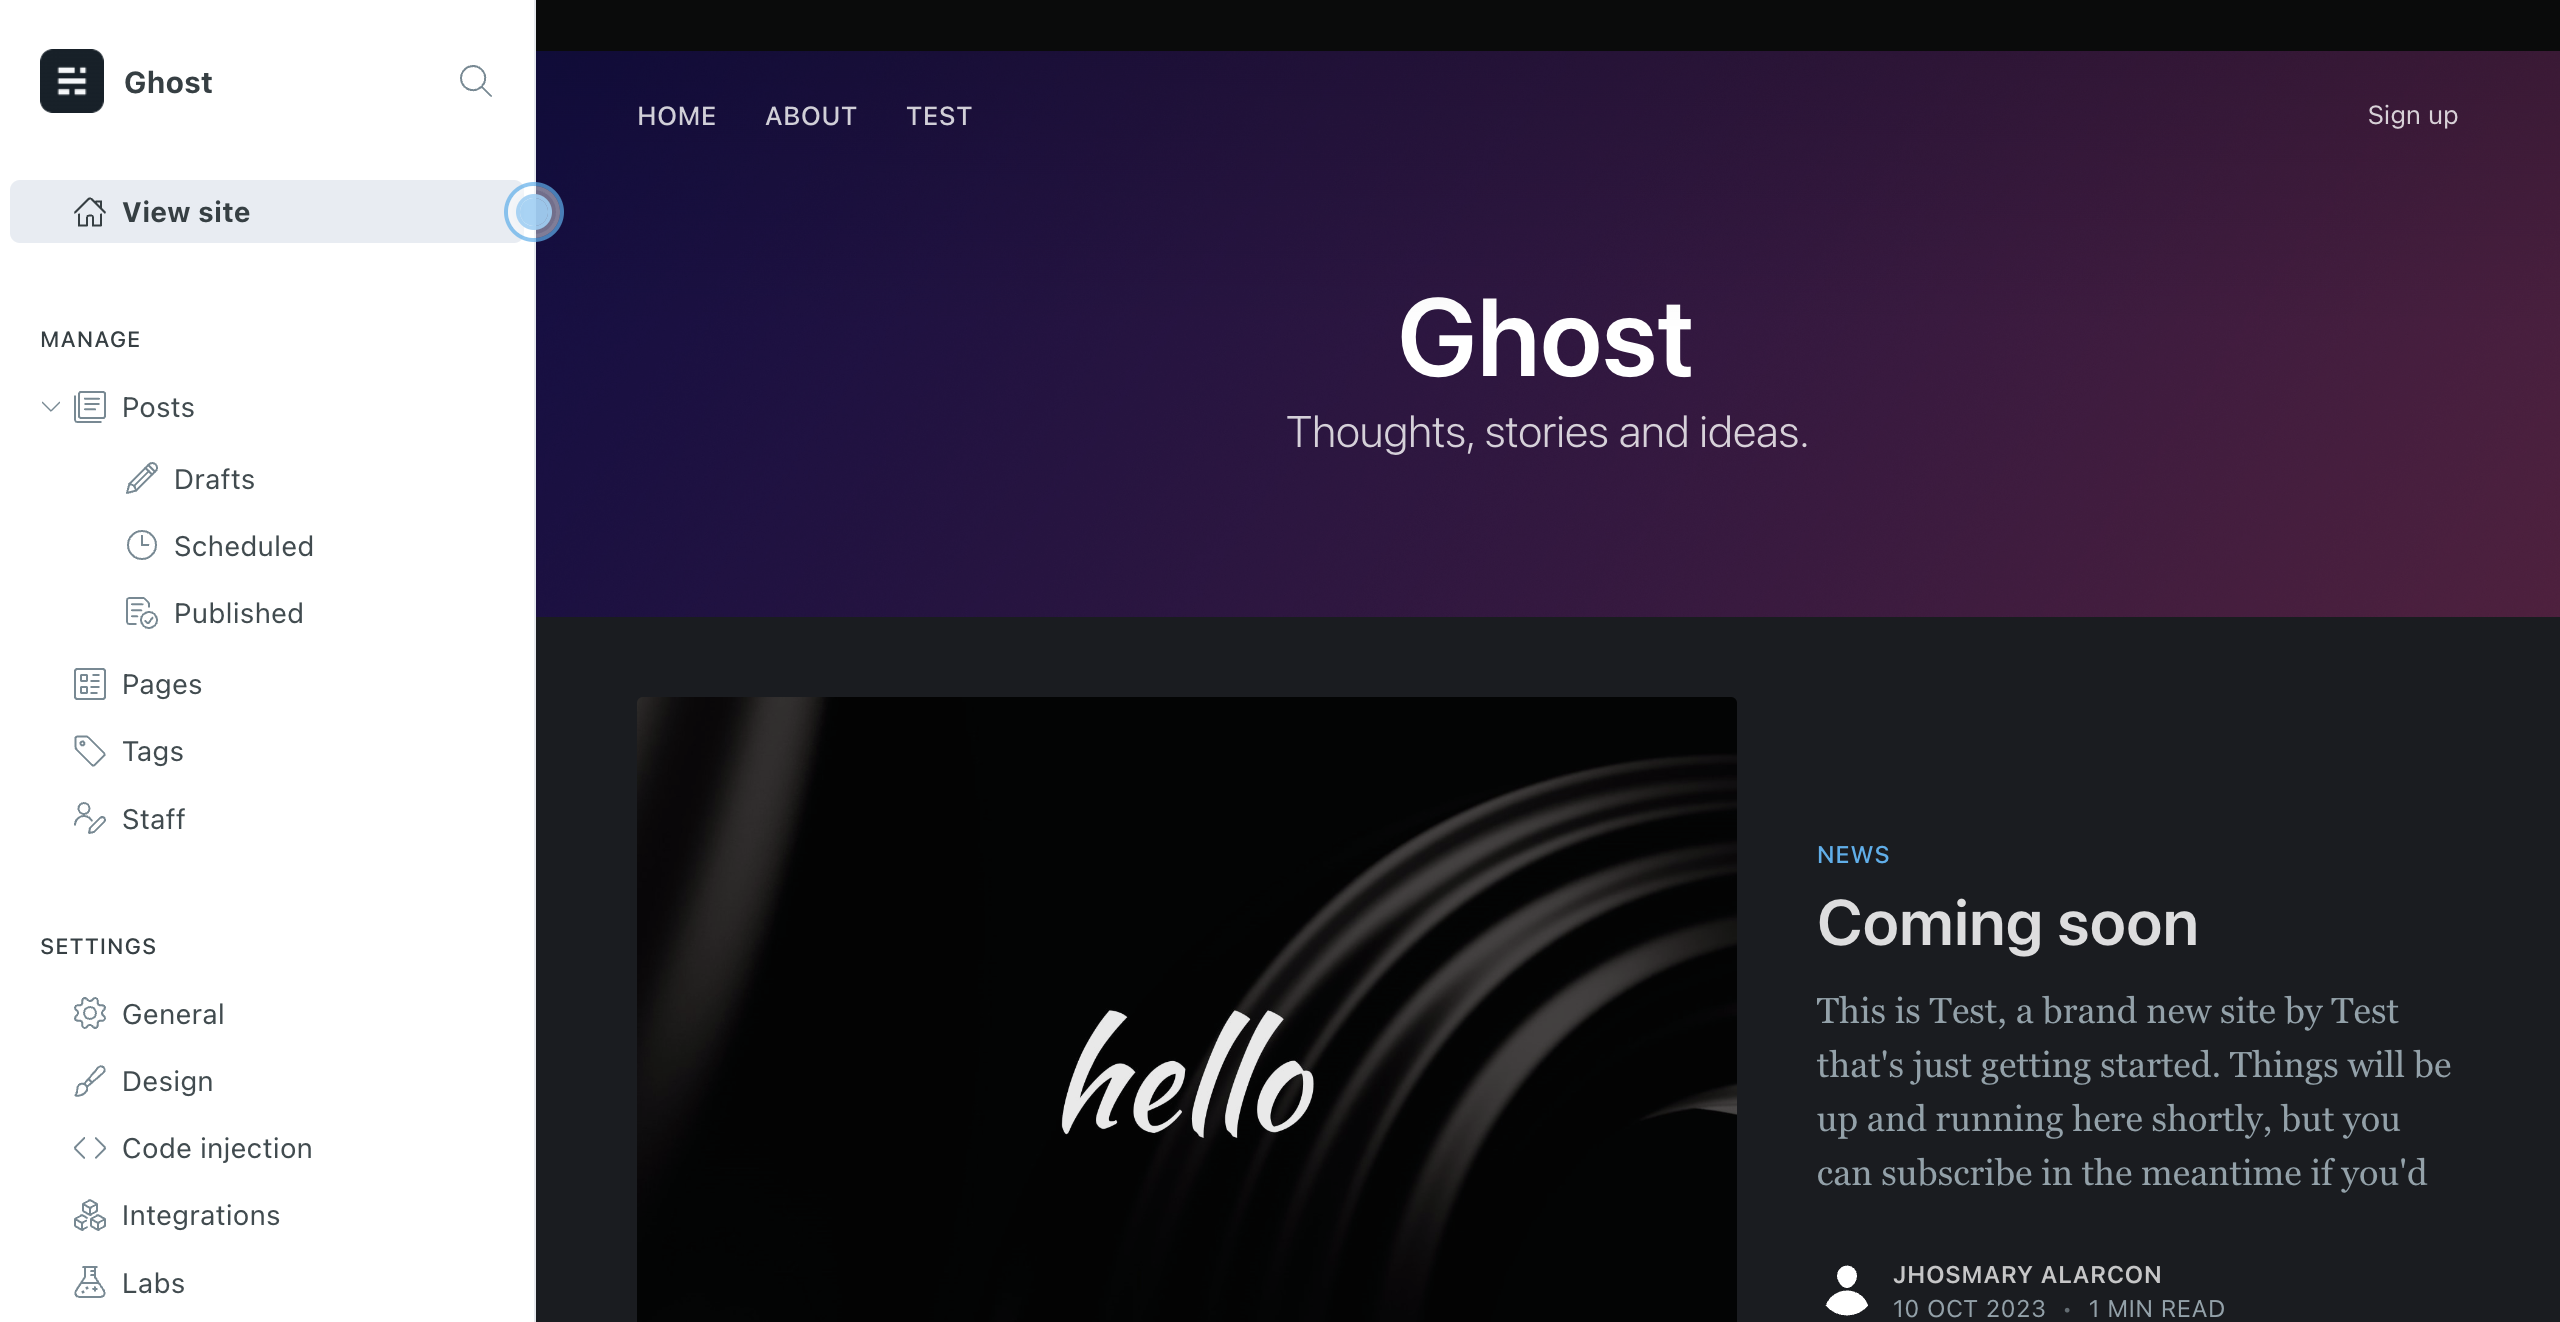 Ghost
View site
MANAGE
Posts
Drafts
Scheduled
Published
Pages
Tags
Staff
SETTINGS
General
Design
Code injection
Integrations
Labs
HOME ABOUT TEST Sign up
Ghost
Thoughts, stories and ideas.
hello
NEWS
Coming soon
This is Test, a brand new site by Test
that's just getting started. Things will be
up and running here shortly, but you
can subscribe in the meantime if you'd
JHOSMARY ALARCON
10 OCT 2023 • 1 MIN READ